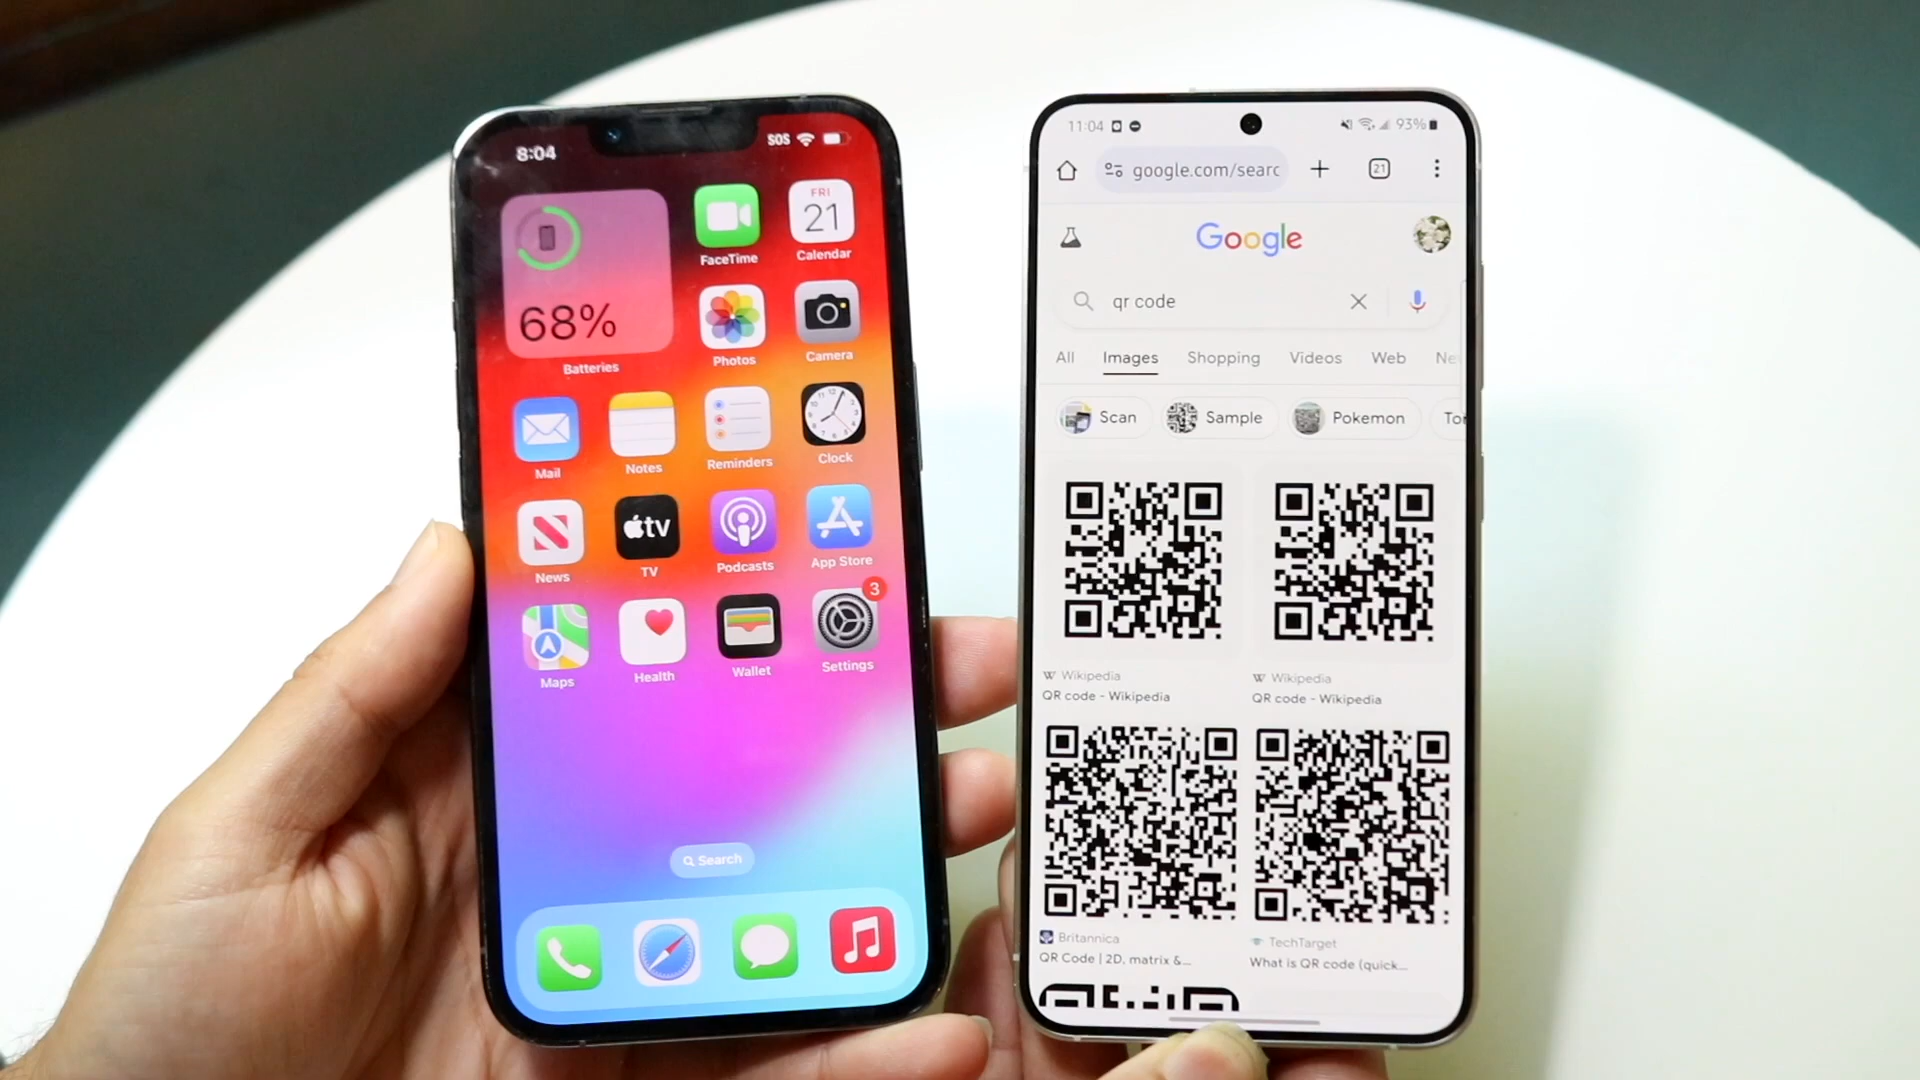 8:04
SOS
68%
Batteries
FaceTime
FRI
21
Calendar
Photos
Camera
Mail
Notes
Reminders
Clock
News
tv
TV
Podcasts
App Store
Maps
Health
Wallet
3
Settings
Search
11:04
93%
google.com/searc
21
Google
qr code
All Images Shopping Videos Web Ne
Scan Sample Pokemon Tor
W Wikipedia
QR code - Wikipedia
W Wikipedia
QR code - Wikipedia
Britannica
QR Code | 2D, matrix &...
TechTarget
What is QR code (quick...